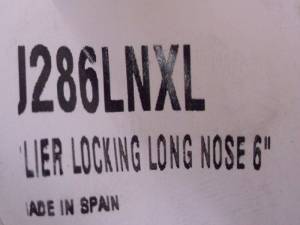 J286LNXL
LIER LOCKING LONG NOSE 6"
ADE IN SPAIN